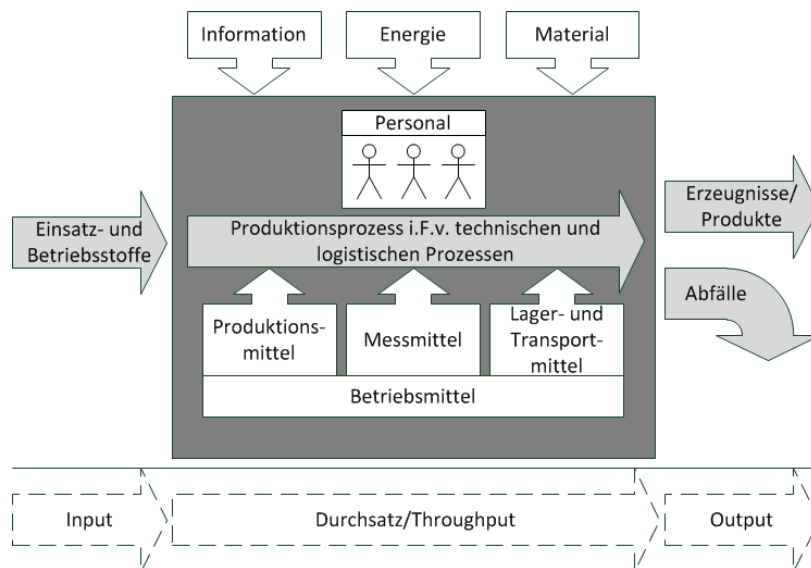 Information
Energie
Material
Personal
Einsatz- und
Betriebsstoffe
Produktionsprozess i.F.v. technischen und
logistischen Prozessen
Erzeugnisse/
Produkte
Abfälle
Produktions-
mittel
Messmittel
Lager- und
Transport-
mittel
Betriebsmittel
Input
Durchsatz/Throughput
Output